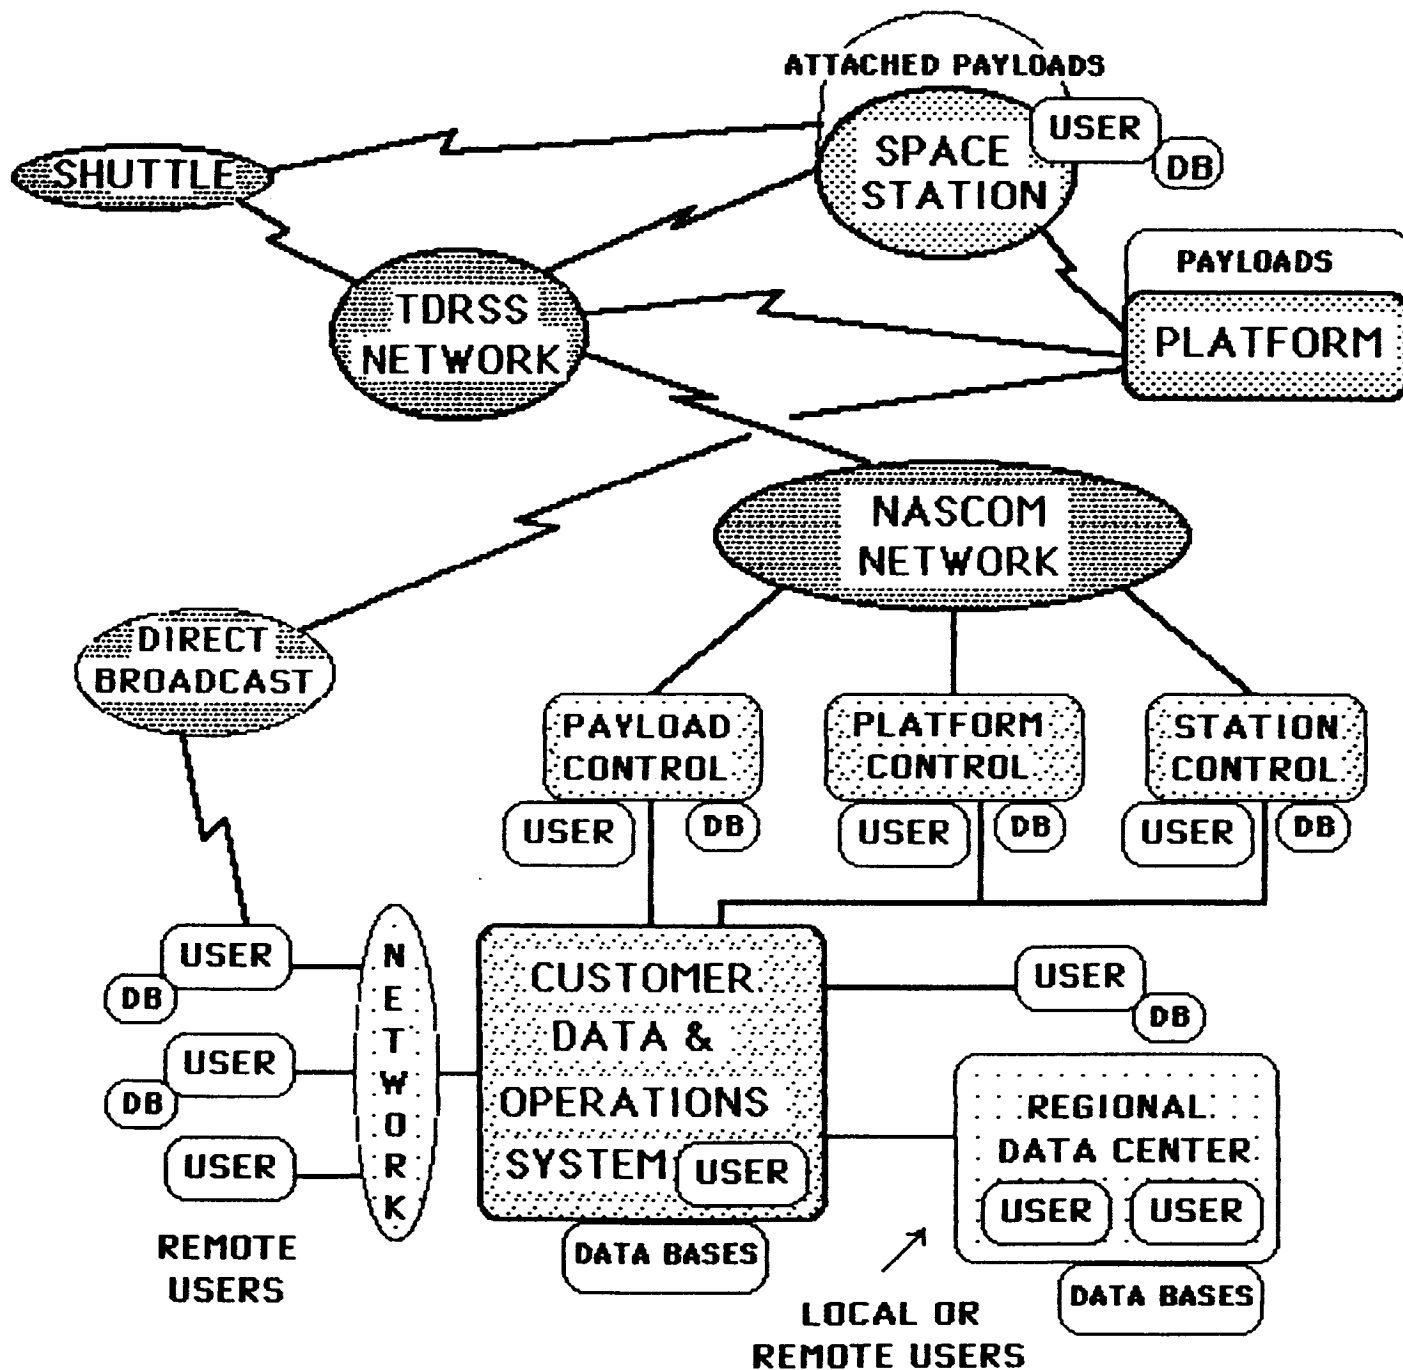 ATTACHED PAYLOADS
SPACE
STATION
USER
DB
SHUTTLE
PAYLOADS
PLATFORM
TDRSS
NETWORK
NASCOM
NETWORK
DIRECT
BROADCAST
PAYLOAD
CONTROL
USER
DB
PLATFORM
CONTROL
USER
DB
STATION
CONTROL
USER
DB
USER
DB
USER
DB
USER
REMOTE
USERS
NETWORK
CUSTOMER
DATA &
OPERATIONS
SYSTEM
USER
DATA BASES
USER
DB
REGIONAL
DATA CENTER
USER
USER
DATA BASES
LOCAL OR
REMOTE USERS